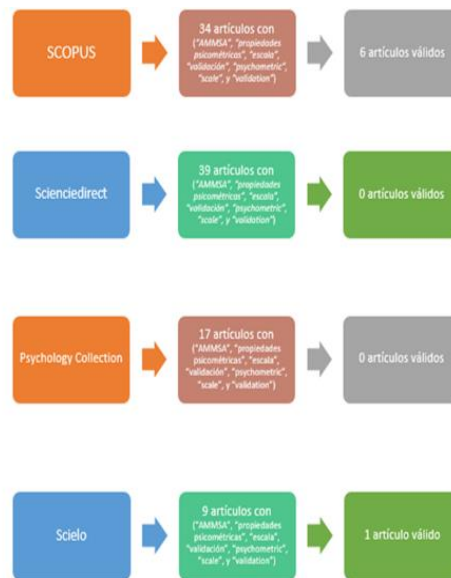 SCOPUS
34 artículos con
("AMMSA", "propiedades
psicométricas", "escala",
"validación", "psychometric",
"scale", y "validation")
6 artículos válidos
Scienciedirect
39 artículos con
("AMMSA", "propiedades
psicométricas", "escala",
"validación", "psychometric",
"scale", y "validation")
0 artículos válidos
Psychology Collection
17 artículos con
("AMMSA", "propiedades
psicométricas", "escala",
"validación", "psychometric",
"scale", y "validation")
0 artículos válidos
Scielo
9 artículos con
("AMMSA", "propiedades
psicométricas, "escala",
"validación", "psychometric",
"scale", y "validation")
1 artículo válido